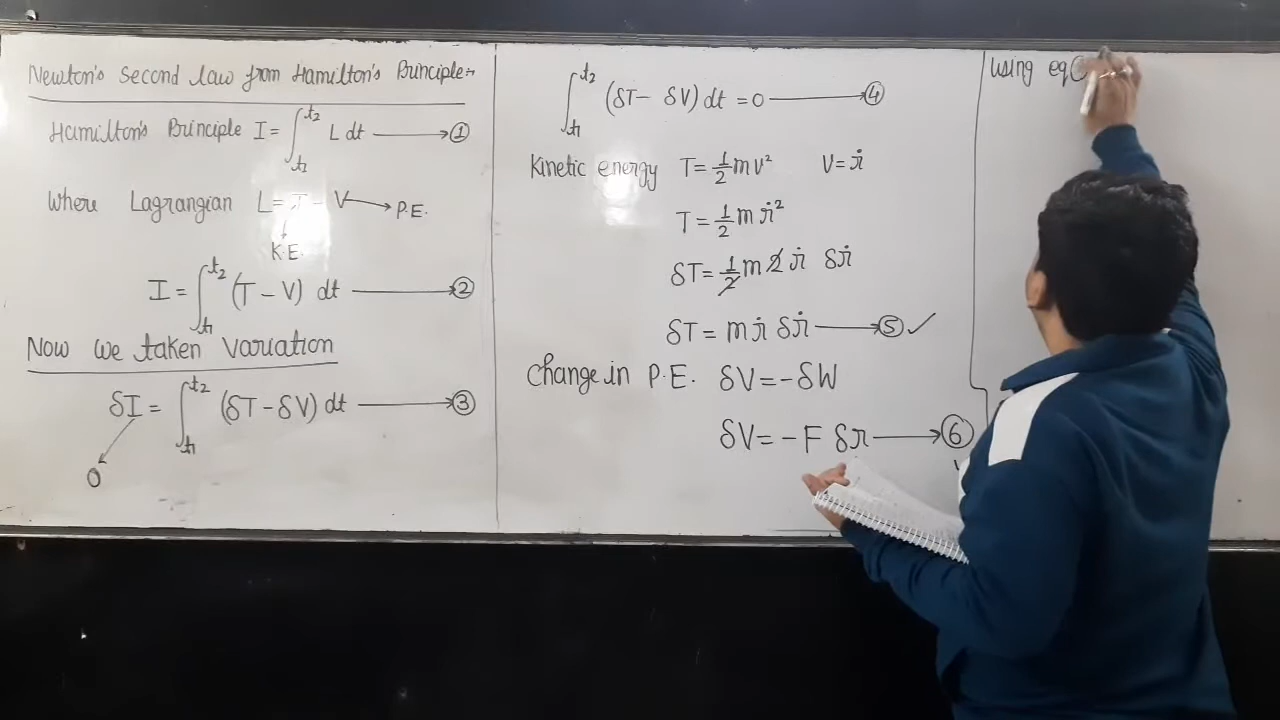 Newton's Second law from Hamilton's Principle:-
Hamilton's Principle I = ∫_{t1}^{t2} L dt ⟶ ①
Where Lagrangian L = T - V → P.E.
↓
K.E.
I = ∫_{t1}^{t2} (T - V) dt ⟶ ②
Now we taken variation
δI = ∫_{t1}^{t2} (δT - δV) dt ⟶ ③
↓
0
∫_{t1}^{t2} (δT - δV) dt = 0 ⟶ ④
Kinetic energy T = 1/2 m v² V = ṙ
T = 1/2 m ṙ²
δT = 1/2 m 2 ṙ δṙ
δT = m ṙ δṙ ⟶ ⑤ ✓
Change in P.E. δV = -δW
δV = - F δr ⟶ ⑥
Using eq